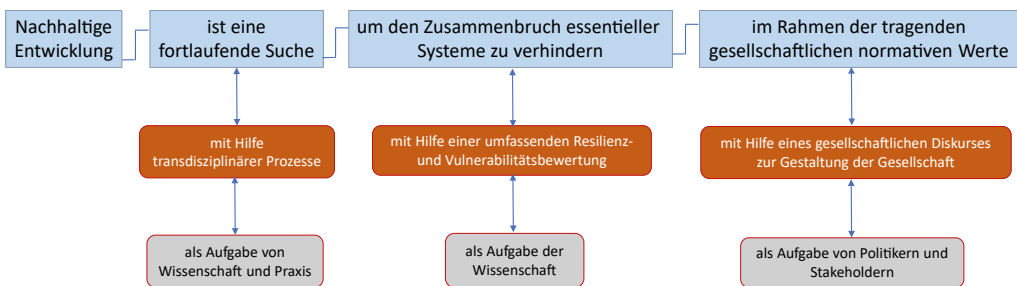 Nachhaltige
Entwicklung
ist eine
fortlaufende Suche
um den Zusammenbruch essentieller
Systeme zu verhindern
im Rahmen der tragenden
gesellschaftlichen normativen Werte
mit Hilfe
transdisziplinärer Prozesse
mit Hilfe einer umfassenden Resilienz-
und Vulnerabilitätsbewertung
mit Hilfe eines gesellschaftlichen Diskurses
zur Gestaltung der Gesellschaft
als Aufgabe von
Wissenschaft und Praxis
als Aufgabe der
Wissenschaft
als Aufgabe von Politikern und
Stakeholdern